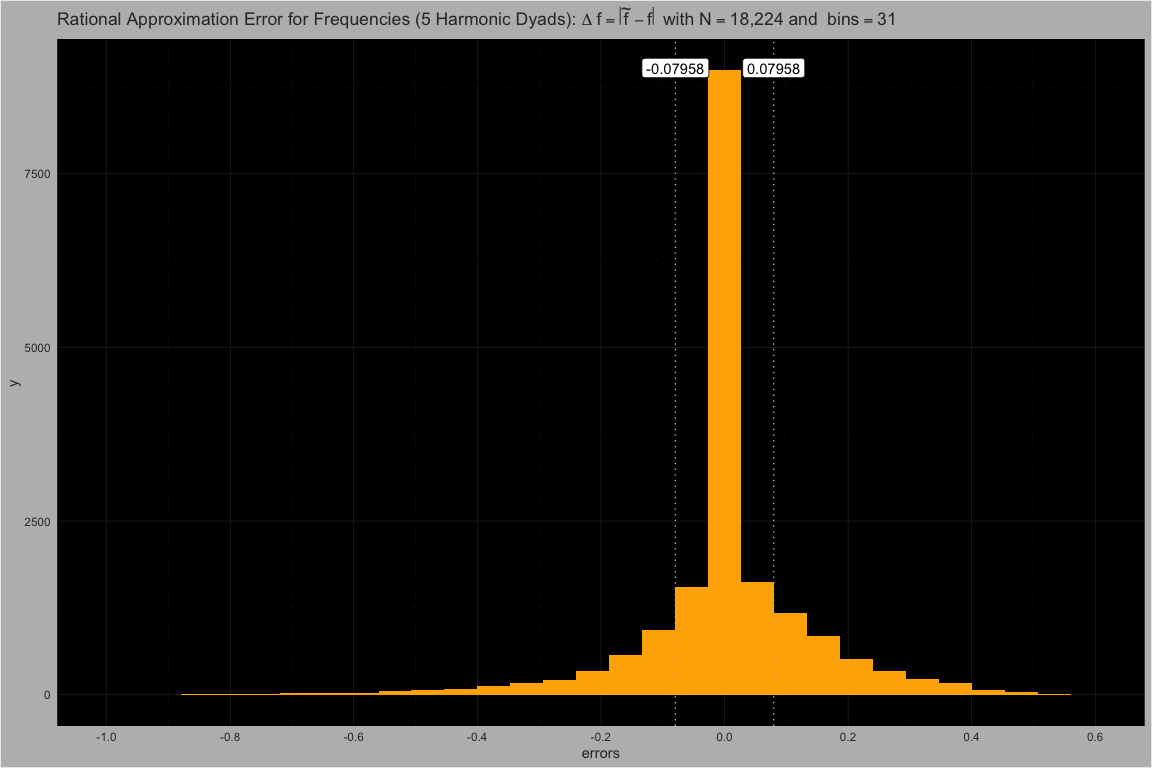 Rational Approximation Error for Frequencies (5 Harmonic Dyads): Δ f = |f̃ − f| with N = 18,224 and bins = 31
-0.07958 0.07958
7500
5000
y
2500
0
-1.0 -0.8 -0.6 -0.4 -0.2 0.0 0.2 0.4 0.6
errors